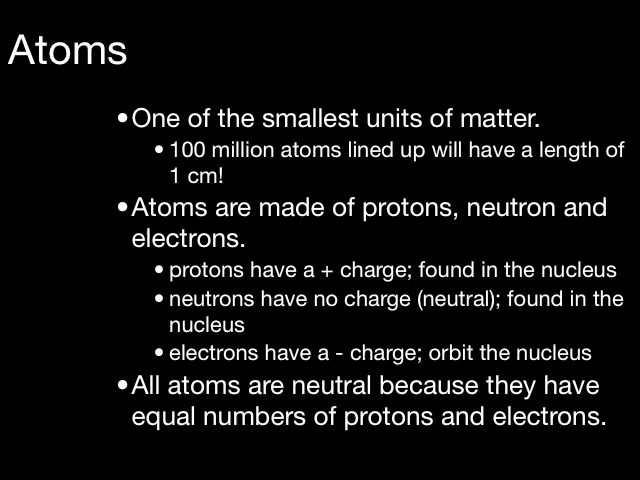 Atoms
•One of the smallest units of matter.
•100 million atoms lined up will have a length of
1 cm!
•Atoms are made of protons, neutron and
electrons.
•protons have a + charge; found in the nucleus
•neutrons have no charge (neutral); found in the
nucleus
•electrons have a - charge; orbit the nucleus
•All atoms are neutral because they have
equal numbers of protons and electrons.